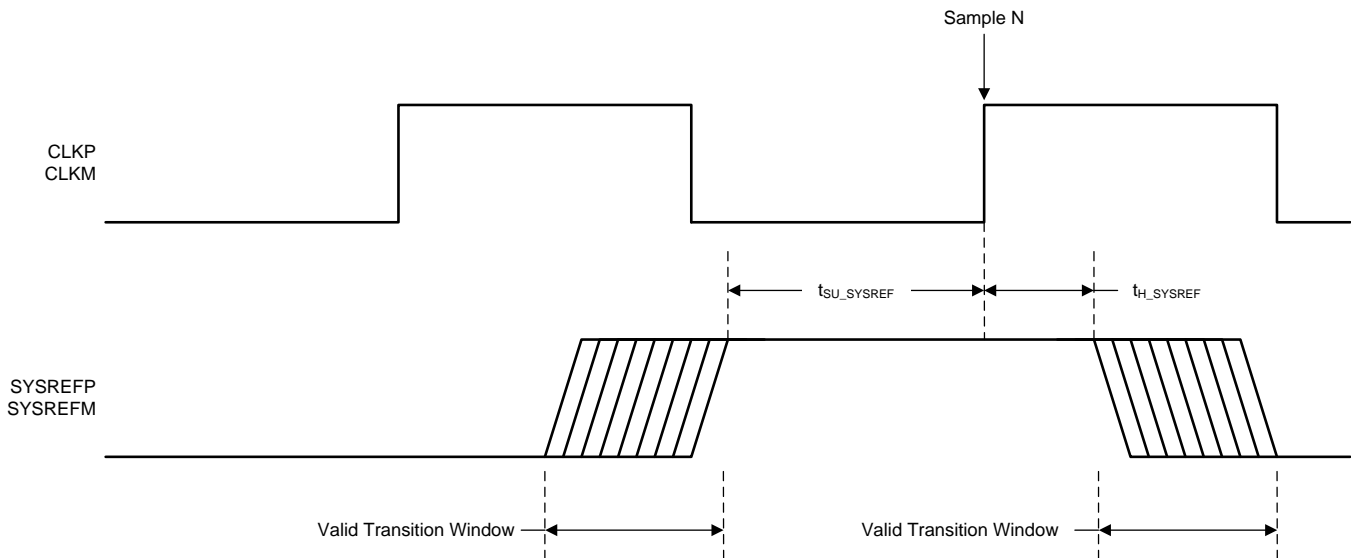 Sample N
CLKP
CLKM
tSU_SYSREF
tH_SYSREF
SYSREFP
SYSREFM
Valid Transition Window
Valid Transition Window